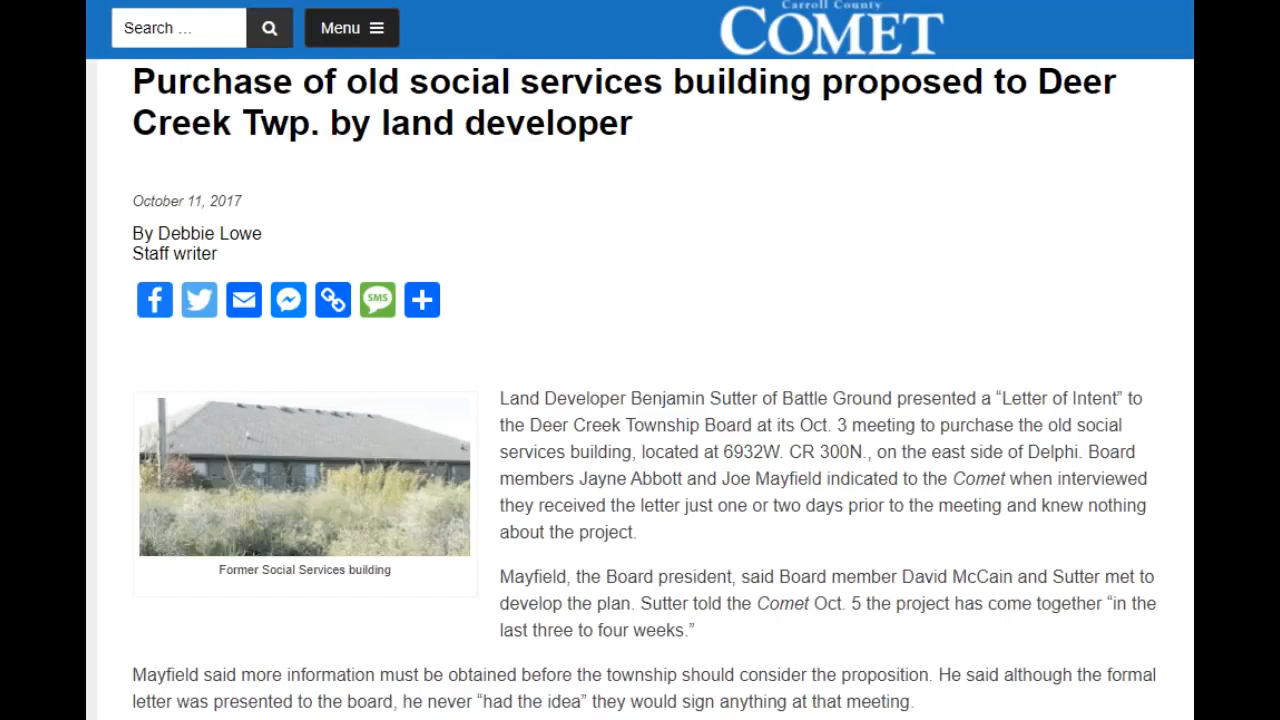 Search ...
Menu
Carroll County
COMET
Purchase of old social services building proposed to Deer
Creek Twp. by land developer
October 11, 2017
By Debbie Lowe
Staff writer
SMS
Land Developer Benjamin Sutter of Battle Ground presented a “Letter of Intent” to
the Deer Creek Township Board at its Oct. 3 meeting to purchase the old social
services building, located at 6932W. CR 300N., on the east side of Delphi. Board
members Jayne Abbott and Joe Mayfield indicated to the Comet when interviewed
they received the letter just one or two days prior to the meeting and knew nothing
about the project.
Former Social Services building
Mayfield, the Board president, said Board member David McCain and Sutter met to
develop the plan. Sutter told the Comet Oct. 5 the project has come together “in the
last three to four weeks.”
Mayfield said more information must be obtained before the township should consider the proposition. He said although the formal
letter was presented to the board, he never “had the idea” they would sign anything at that meeting.